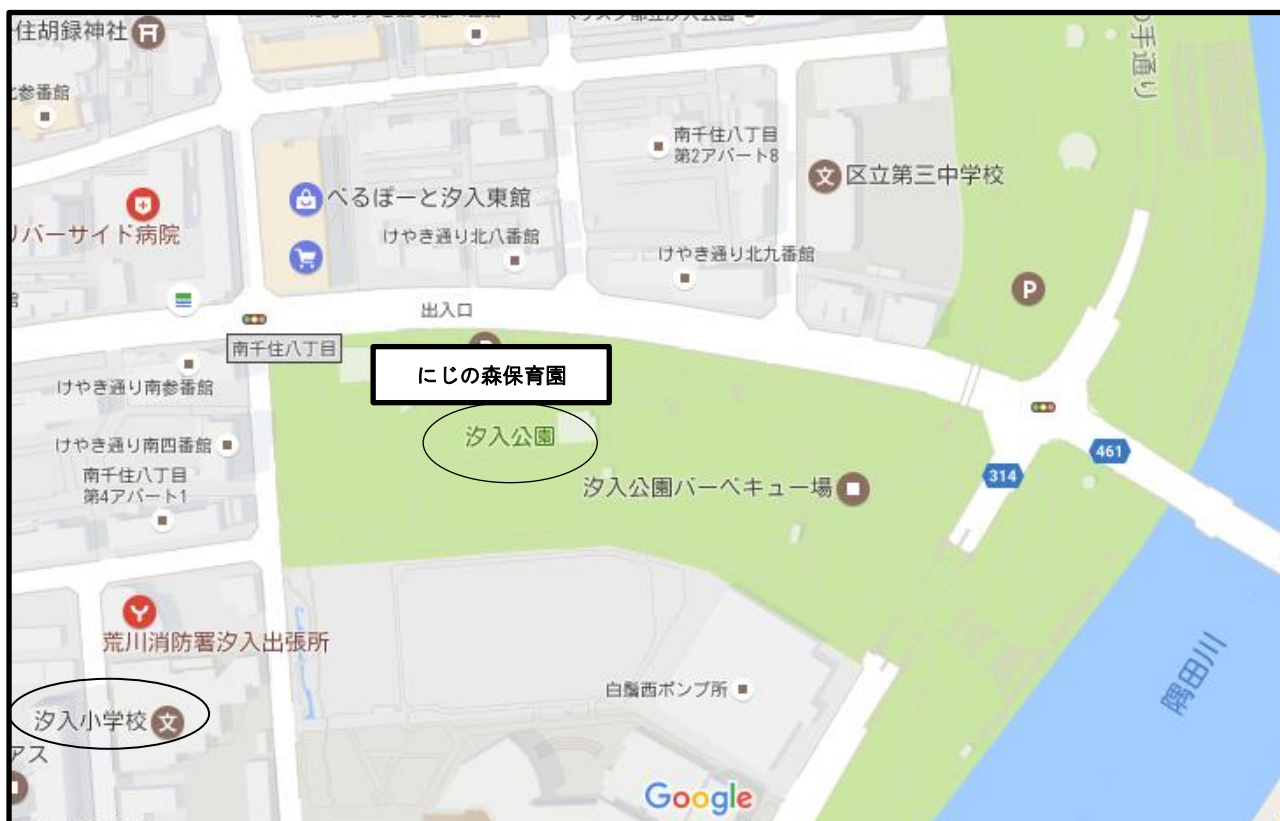 住胡録神社
参番館
の手通り
南千住八丁目
第2アパート8
区立第三中学校
べるぽーと汐入東館
リバーサイド病院
けやき通り北八番館
けやき通り北九番館
P
出入口
南千住八丁目
にじの森保育園
けやき通り南参番館
汐入公園
けやき通り南四番館
461
314
南千住八丁目
第4アパート1
汐入公園バーベキュー場
荒川消防署汐入出張所
隅田川
白鬚西ポンプ所
汐入小学校
文
文
アス
Google